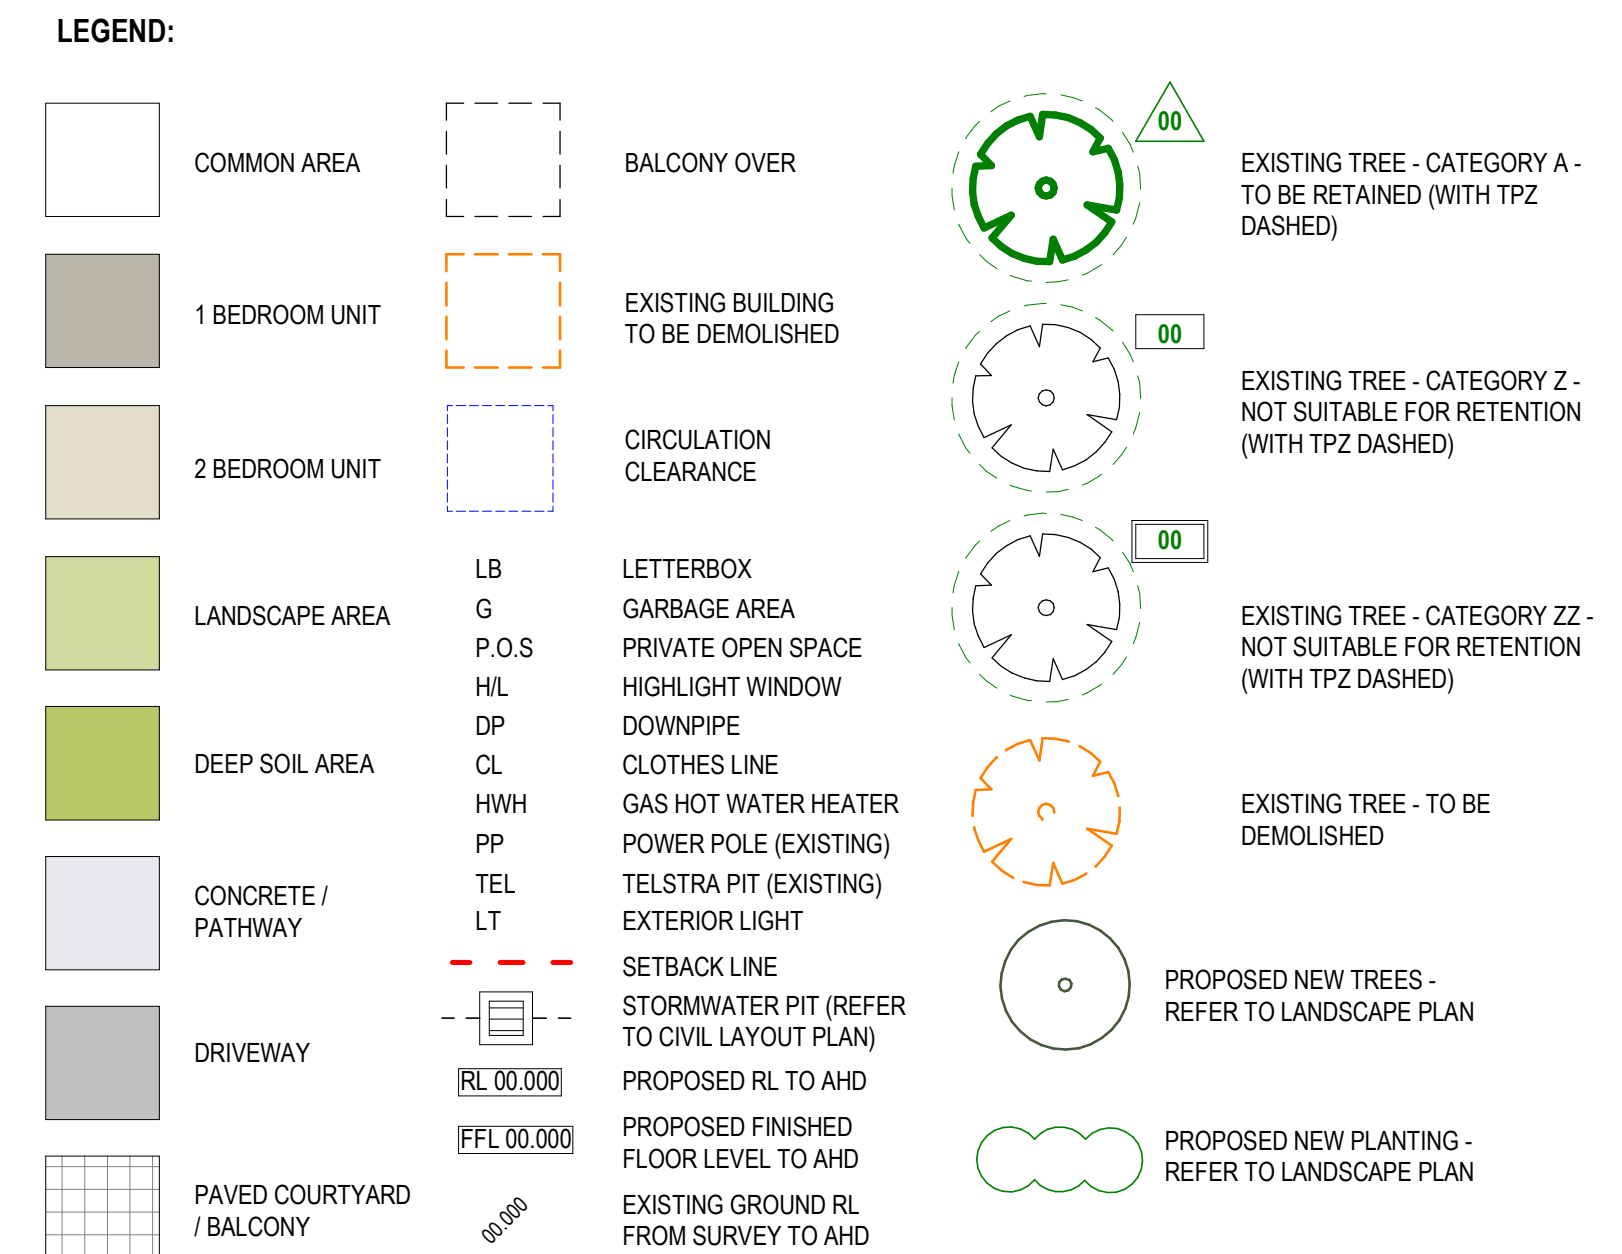 LEGEND:
COMMON AREA
1 BEDROOM UNIT
2 BEDROOM UNIT
LANDSCAPE AREA
DEEP SOIL AREA
CONCRETE /
PATHWAY
DRIVEWAY
PAVED COURTYARD
/ BALCONY
BALCONY OVER
EXISTING BUILDING
TO BE DEMOLISHED
CIRCULATION
CLEARANCE
LB LETTERBOX
G GARBAGE AREA
P.O.S PRIVATE OPEN SPACE
H/L HIGHLIGHT WINDOW
DP DOWNPIPE
CL CLOTHES LINE
HWH GAS HOT WATER HEATER
PP POWER POLE (EXISTING)
TEL TELSTRA PIT (EXISTING)
LT EXTERIOR LIGHT
SETBACK LINE
STORMWATER PIT (REFER
TO CIVIL LAYOUT PLAN)
RL 00.000 PROPOSED RL TO AHD
FFL 00.000 PROPOSED FINISHED
FLOOR LEVEL TO AHD
00.000 EXISTING GROUND RL
FROM SURVEY TO AHD
00
EXISTING TREE - CATEGORY A -
TO BE RETAINED (WITH TPZ
DASHED)
00
EXISTING TREE - CATEGORY Z -
NOT SUITABLE FOR RETENTION
(WITH TPZ DASHED)
00
EXISTING TREE - CATEGORY ZZ -
NOT SUITABLE FOR RETENTION
(WITH TPZ DASHED)
EXISTING TREE - TO BE
DEMOLISHED
PROPOSED NEW TREES -
REFER TO LANDSCAPE PLAN
PROPOSED NEW PLANTING -
REFER TO LANDSCAPE PLAN